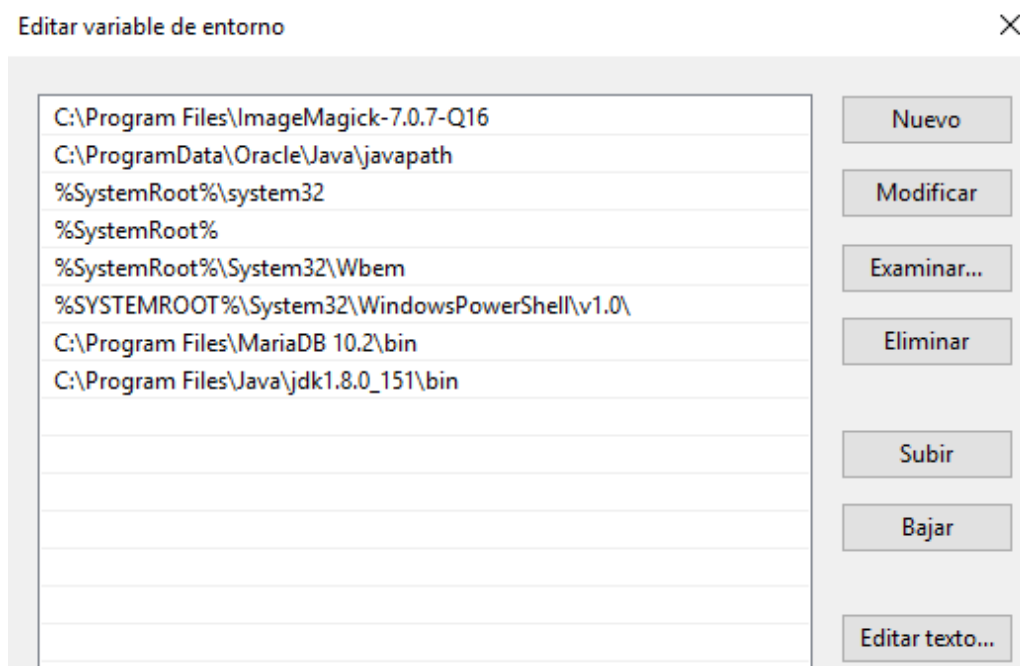 Editar variable de entorno
C:\Program Files\ImageMagick-7.0.7-Q16
C:\ProgramData\Oracle\Java\javapath
%SystemRoot%\system32
%SystemRoot%
%SystemRoot%\System32\Wbem
%SYSTEMROOT%\System32\WindowsPowerShell\v1.0\
C:\Program Files\MariaDB 10.2\bin
C:\Program Files\Java\jdk1.8.0_151\bin
Nuevo
Modificar
Examinar...
Eliminar
Subir
Bajar
Editar texto...